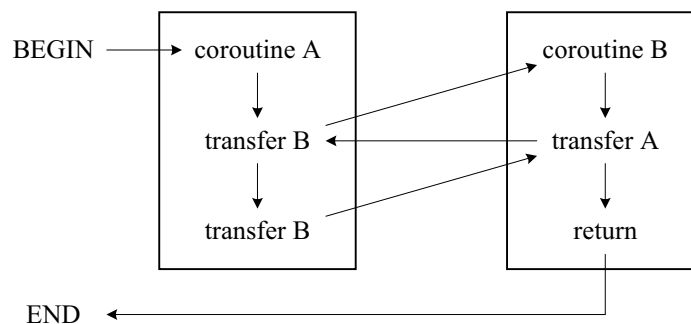 BEGIN
coroutine A
transfer B
transfer B
coroutine B
transfer A
return
END